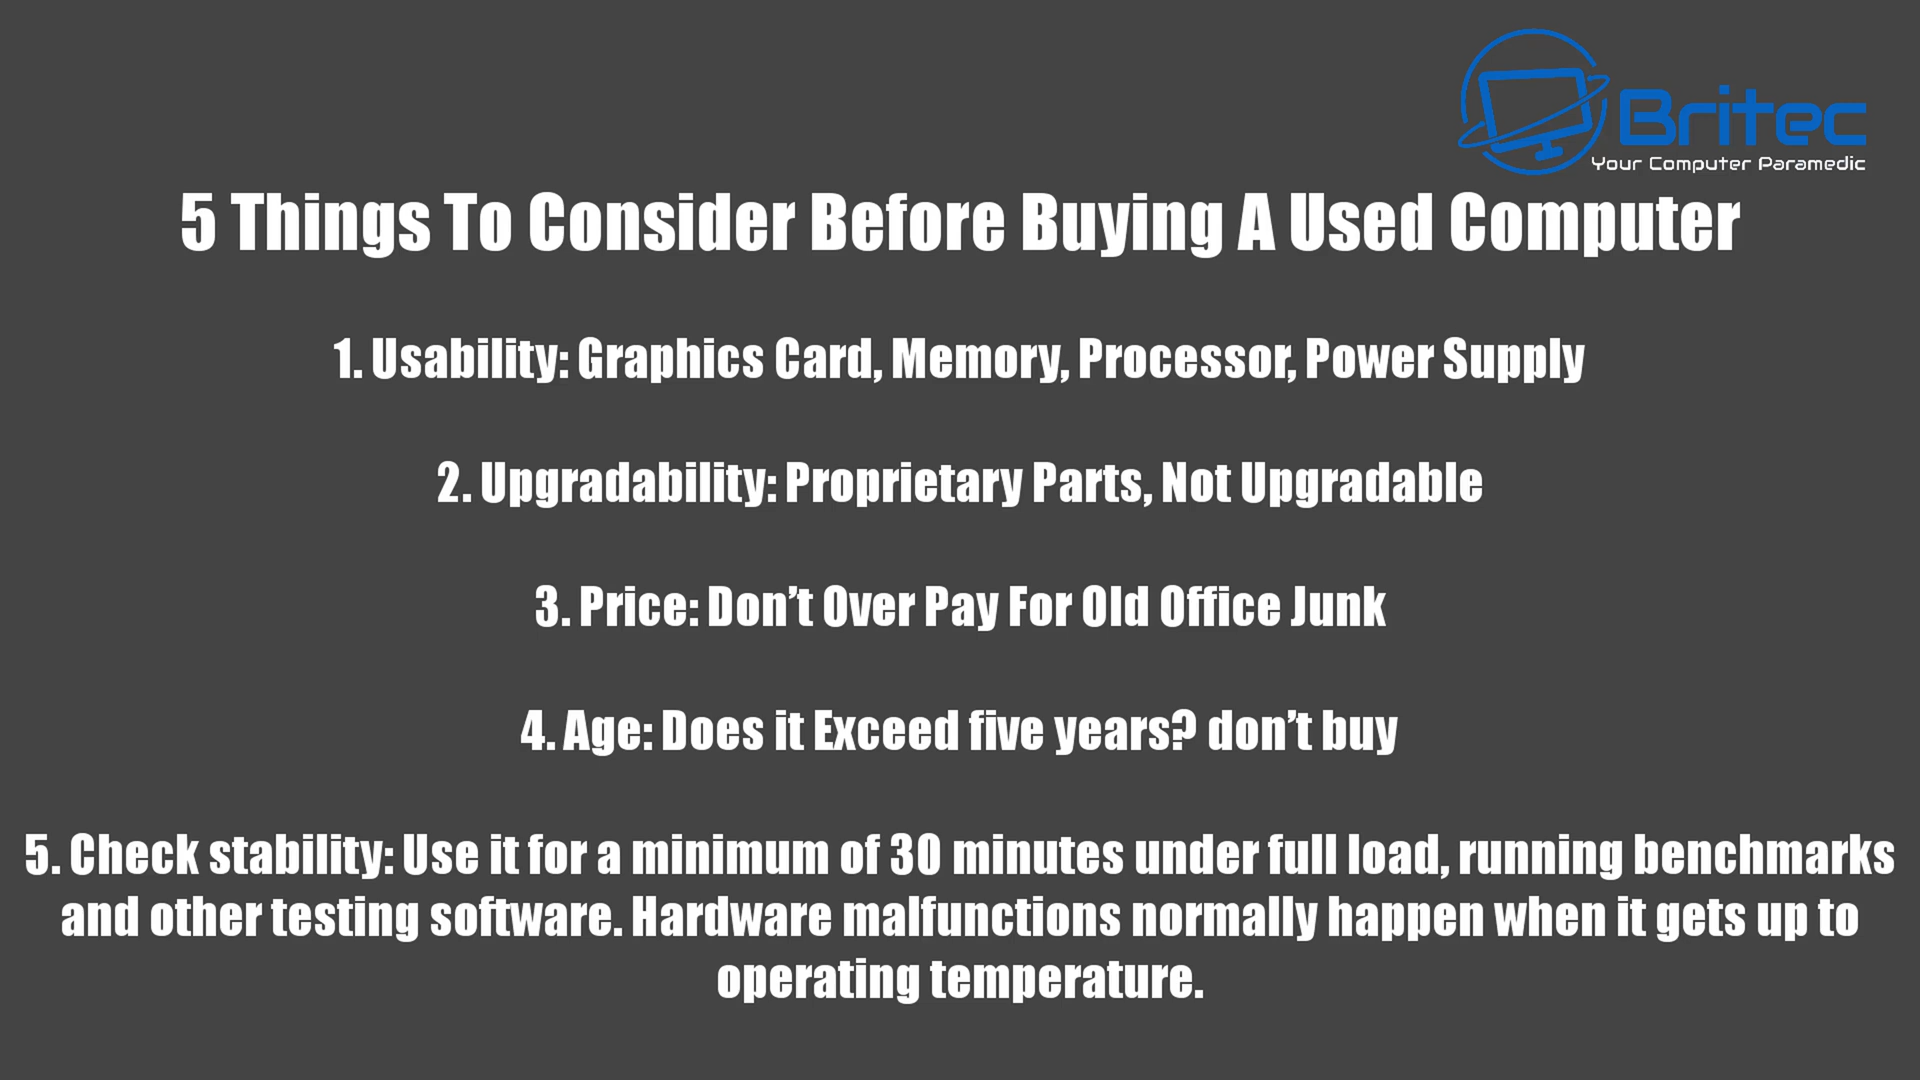 Britec
Your Computer Paramedic
5 Things To Consider Before Buying A Used Computer
1. Usability: Graphics Card, Memory, Processor, Power Supply
2. Upgradability: Proprietary Parts, Not Upgradable
3. Price: Don’t Over Pay For Old Office Junk
4. Age: Does it Exceed five years? don’t buy
5. Check stability: Use it for a minimum of 30 minutes under full load, running benchmarks
and other testing software. Hardware malfunctions normally happen when it gets up to
operating temperature.